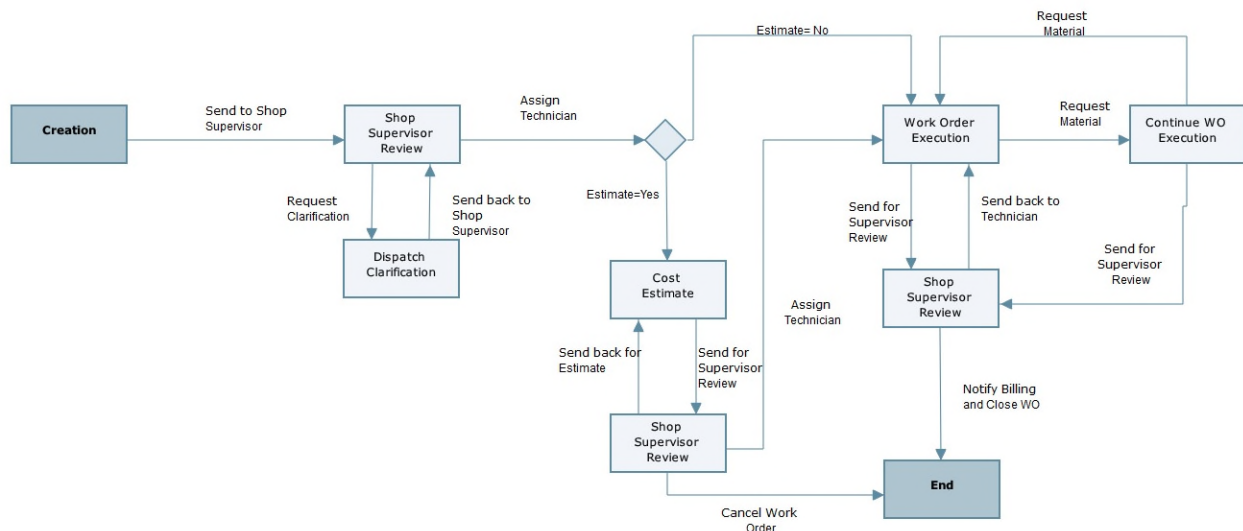 Request
Material
Estimate= No
Send to Shop
Supervisor
Assign
Technician
Creation
Shop
Supervisor
Review
Work Order
Execution
Request
Material
Continue WO
Execution
Request
Clarification
Send back to
Shop
Supervisor
Estimate=Yes
Send for
Supervisor
Review
Send back to
Technician
Dispatch
Clarification
Send for
Supervisor
Review
Cost
Estimate
Shop
Supervisor
Review
Assign
Technician
Send back for
Estimate
Send for
Supervisor
Review
Notify Billing
and Close WO
Shop
Supervisor
Review
End
Cancel Work
Order